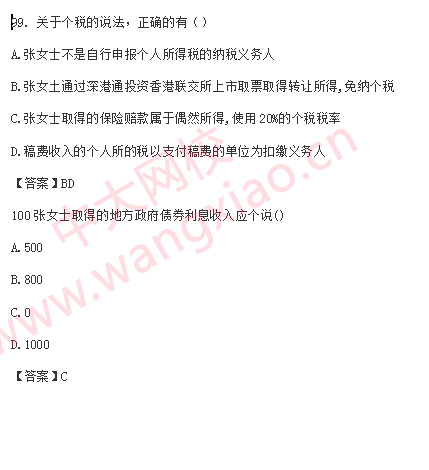 99. 关于个税的说法，正确的有（）
A.张女士不是自行申报个人所得税的纳税义务人
B.张女土通过深港通投资香港联交所上市取票取得转让所得,免纳个税
C.张女士取得的保险赔款属于偶然所得,使用20%的个税税率
D.稿费收入的个人所的税以支付稿费的单位为扣缴义务人
【答案】BD
100张女士取得的地方政府债券利息收入应个说()
A.500
B.800
C.0
D.1000
【答案】C
中大网校
www.wangxiao.cn